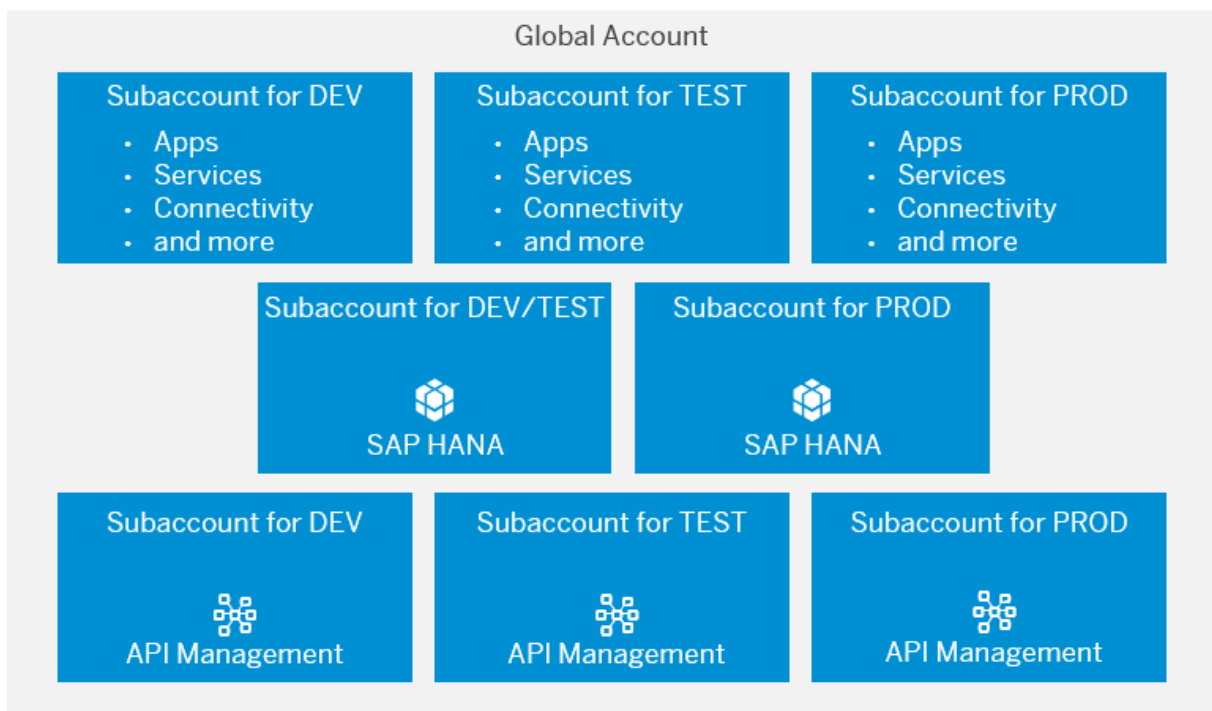 Global Account
Subaccount for DEV
• Apps
• Services
• Connectivity
• and more
Subaccount for TEST
• Apps
• Services
• Connectivity
• and more
Subaccount for PROD
• Apps
• Services
• Connectivity
• and more
Subaccount for DEV/TEST
SAP HANA
Subaccount for PROD
SAP HANA
Subaccount for DEV
API Management
Subaccount for TEST
API Management
Subaccount for PROD
API Management